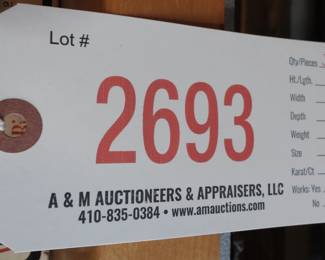 Lot #
2693
A & M AUCTIONEERS & APPRAISERS, LLC
410-835-0384 • www.amauctions.com
Qty/Pieces
Ht./Lgth.
Width
Depth
Weight
Size
Karat/Ct
Works: Yes
No